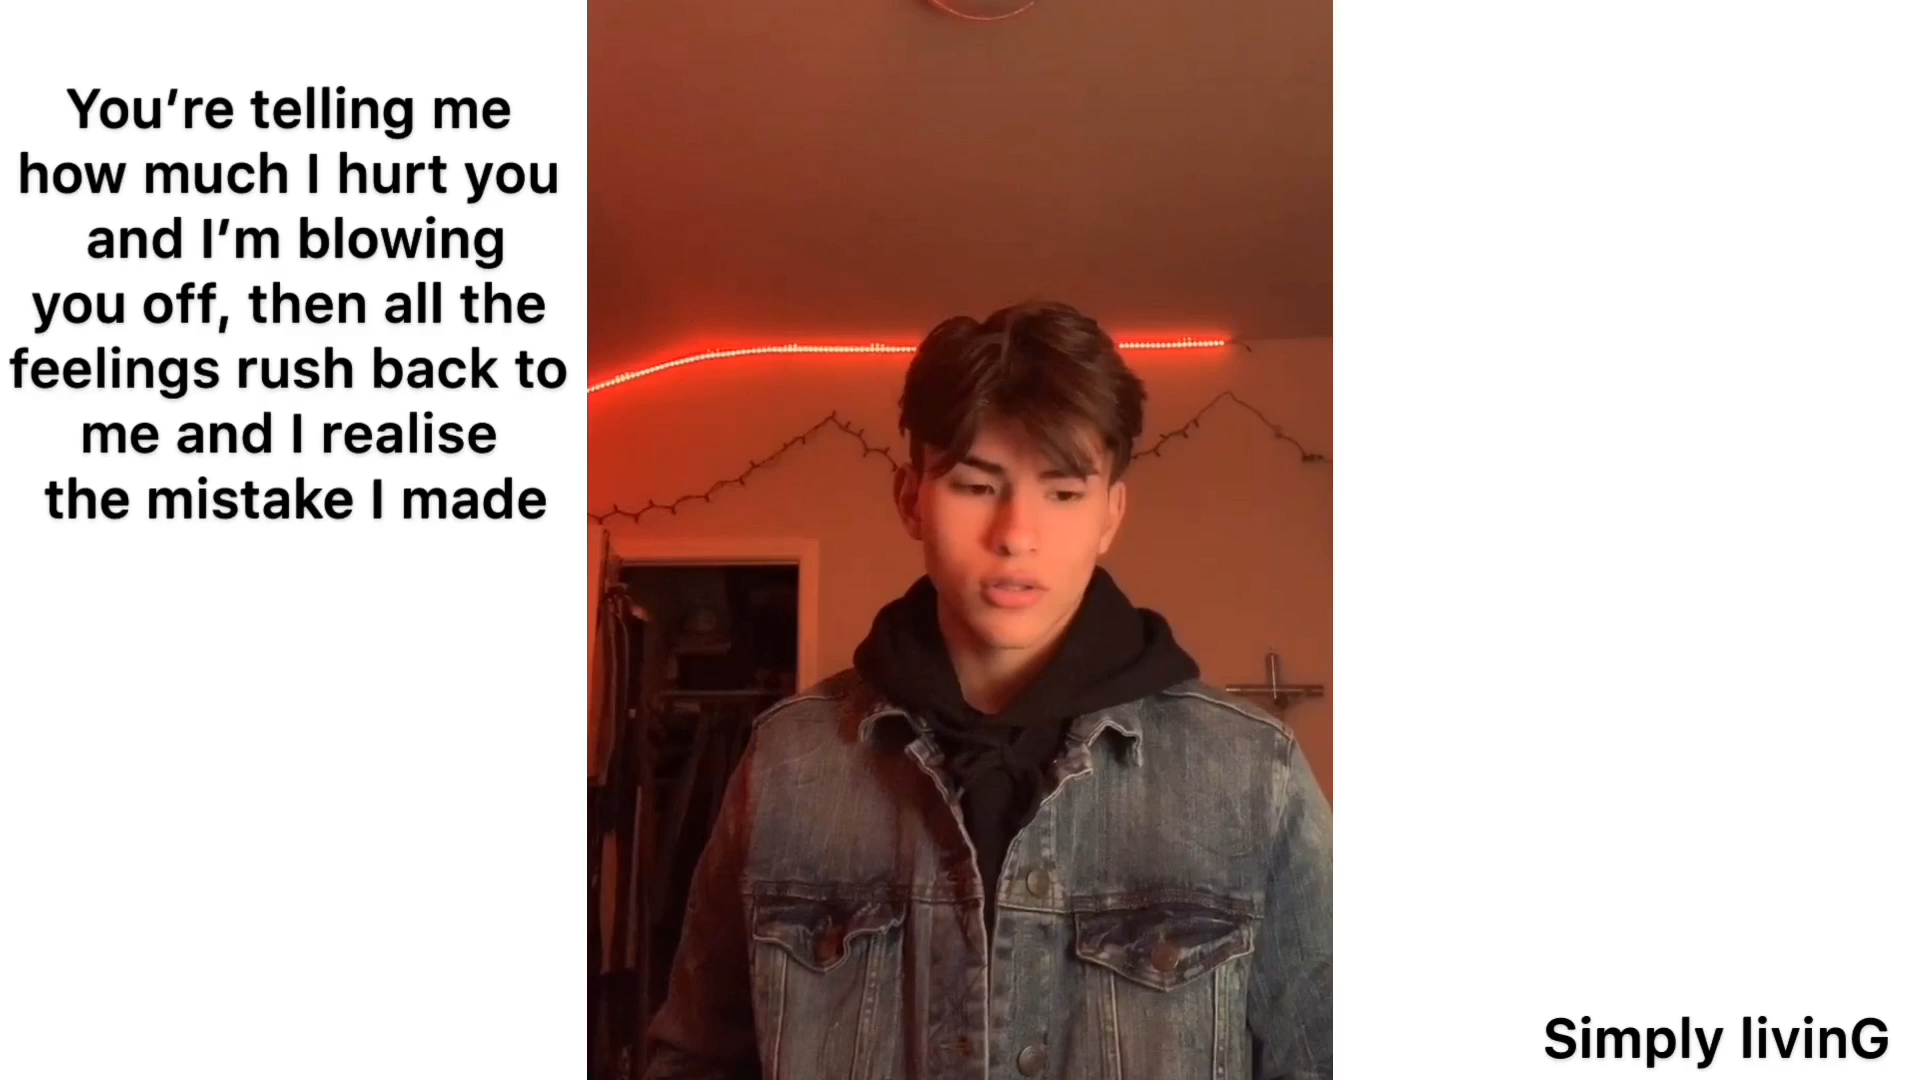 You’re telling me
how much I hurt you
and I’m blowing
you off, then all the
feelings rush back to
me and I realise
the mistake I made
Simply livinG